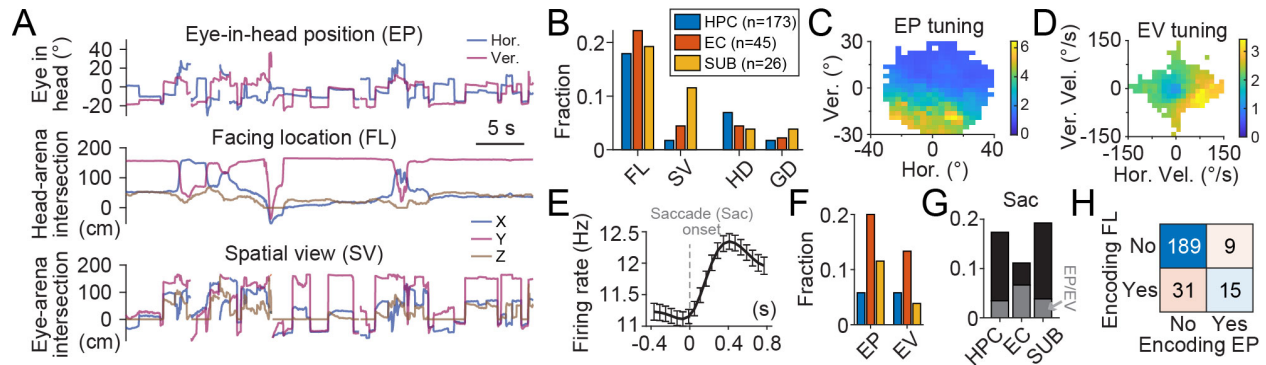 A
Eye-in-head position (EP)
Eye in
head (°)
40
20
0
-20
Hor.
Ver.
5 s
Facing location (FL)
Head-arena
intersection
(cm)
200
100
0
X
Y
Z
Spatial view (SV)
Eye-arena
intersection
(cm)
200
100
0
B
Fraction
0.2
0.1
0
HPC (n=173)
EC (n=45)
SUB (n=26)
FL
SV
HD
GD
C
EP tuning
Ver. (°)
30
0
-30
-40
0
40
Hor. (°)
6
4
2
0
D
EV tuning
Ver. Vel. (°/s)
150
0
-150
-150
0
150
Hor. Vel. (°/s)
3
2
1
0
E
Saccade (Sac)
onset
Firing rate (Hz)
12.5
12
11.5
11
-0.4
0
0.4
0.8
(s)
F
Fraction
0.2
0.1
0
EP
EV
G
Sac
0.2
0.1
0
HPC
EC
SUB
EP/EV
H
Encoding FL
No
Yes
189
9
31
15
No
Yes
Encoding EP